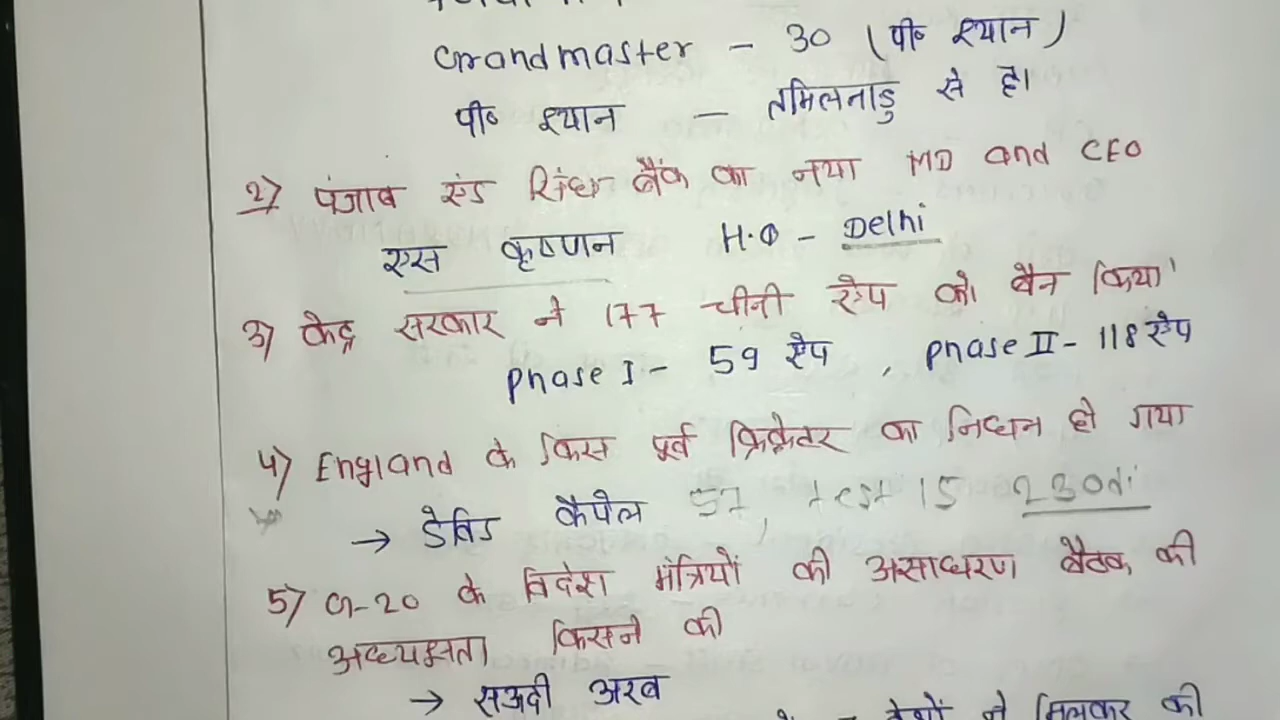 Grandmaster - 30 (पी० श्यान)
पी० श्यान - तमिलनाडु से है।
2) पंजाब एंड सिंध बैंक का नया MD and CEO
एस कृष्णन H.O - Delhi
3) केंद्र सरकार ने 177 चीनी ऐप को बैन किया
Phase I - 59 ऐप , Phase II - 118 ऐप
4) England के किस पूर्व क्रिकेटर का निधन हो गया
→ डेविड कैपेल 57, test 15 23 odi
5) G-20 के विदेश मंत्रियों की असाधारण बैठक की
अध्यक्षता किसने की
→ सऊदी अरब
देशों ने मिलकर की